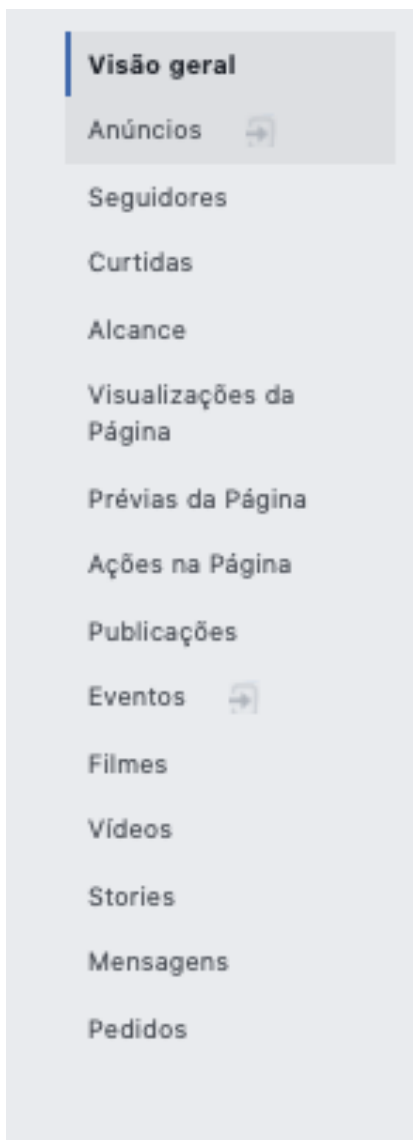 Visão geral
Anúncios
Seguidores
Curtidas
Alcance
Visualizações da
Página
Prévias da Página
Ações na Página
Publicações
Eventos
Filmes
Vídeos
Stories
Mensagens
Pedidos